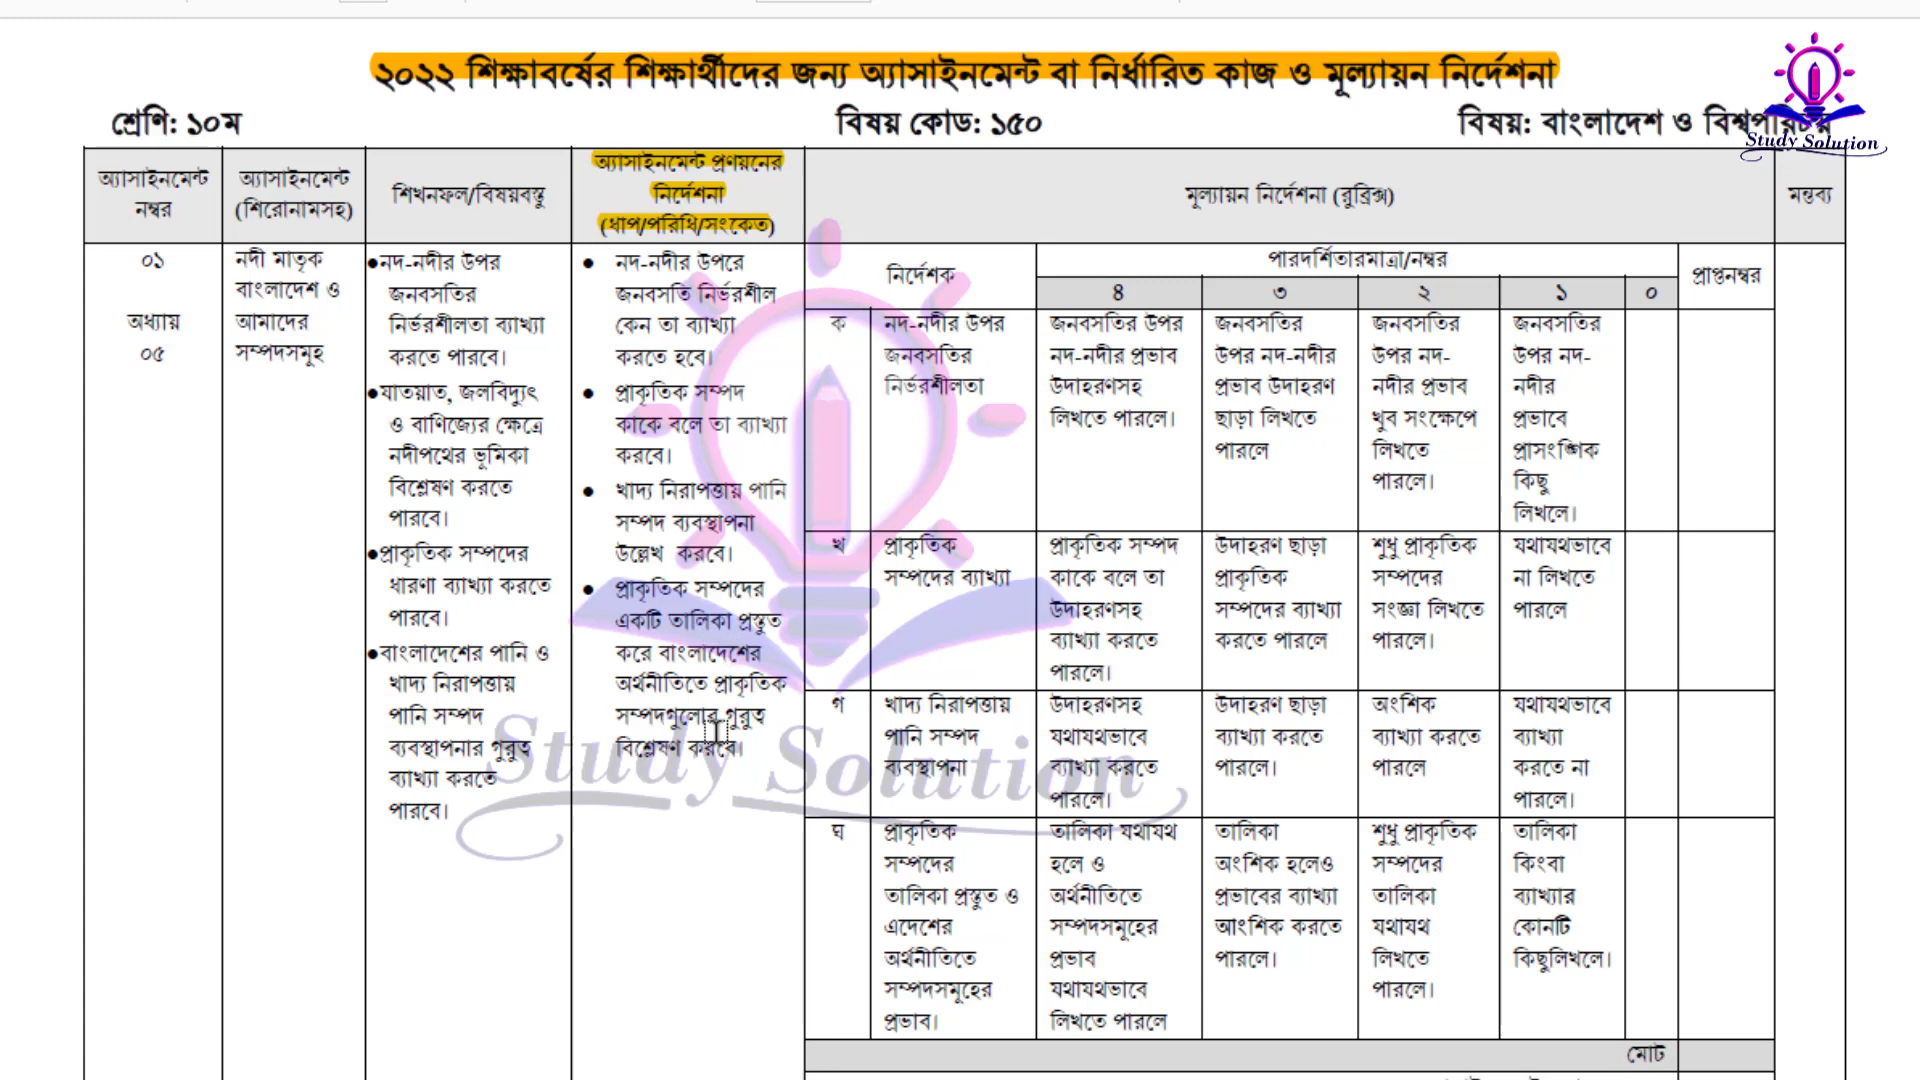 ২০২২ শিক্ষাবর্ষের শিক্ষার্থীদের জন্য অ্যাসাইনমেন্ট বা নির্ধারিত কাজ ও মূল্যায়ন নির্দেশনা
শ্রেণি: ১০ম
বিষয় কোড: ১৫০
বিষয়: বাংলাদেশ ও বিশ্বপরিচয়
Study Solution
অ্যাসাইনমেন্ট
নম্বর
অ্যাসাইনমেন্ট
(শিরোনামসহ)
শিখনফল/বিষয়বস্তু
অ্যাসাইনমেন্ট প্রণয়নের
নির্দেশনা
(ধাপ/পরিধি/সংকেত)
মূল্যায়ন নির্দেশনা (রুব্রিক্স)
মন্তব্য
০১
অধ্যায়
০৫
নদী মাতৃক
বাংলাদেশ ও
আমাদের
সম্পদসমূহ
●নদ-নদীর উপর
জনবসতির
নির্ভরশীলতা ব্যাখ্যা
করতে পারবে।
●যাতয়াত, জলবিদ্যুৎ
ও বাণিজ্যের ক্ষেত্রে
নদীপথের ভূমিকা
বিশ্লেষণ করতে
পারবে।
●প্রাকৃতিক সম্পদের
ধারণা ব্যাখ্যা করতে
পারবে।
●বাংলাদেশের পানি ও
খাদ্য নিরাপত্তায়
পানি সম্পদ
ব্যবস্থাপনার গুরুত্ব
ব্যাখ্যা করতে
পারবে।
● নদ-নদীর উপরে
জনবসতি নির্ভরশীল
কেন তা ব্যাখ্যা
করতে হবে।
● প্রাকৃতিক সম্পদ
কাকে বলে তা ব্যাখ্যা
করবে।
● খাদ্য নিরাপত্তায় পানি
সম্পদ ব্যবস্থাপনা
উল্লেখ করবে।
● প্রাকৃতিক সম্পদের
একটি তালিকা প্রস্তুত
করে বাংলাদেশের
অর্থনীতিতে প্রাকৃতিক
সম্পদগুলোর গুরুত্ব
বিশ্লেষণ করবে।
নির্দেশক
পারদর্শিতারমাত্রা/নম্বর
প্রাপ্তনম্বর
৪
৩
২
১
০
ক
নদ-নদীর উপর
জনবসতির
নির্ভরশীলতা
জনবসতির উপর
নদ-নদীর প্রভাব
উদাহরণসহ
লিখতে পারলে।
জনবসতির
উপর নদ-নদীর
প্রভাব উদাহরণ
ছাড়া লিখতে
পারলে
জনবসতির
উপর নদ-
নদীর প্রভাব
খুব সংক্ষেপে
লিখতে
পারলে।
জনবসতির
উপর নদ-
নদীর
প্রভাবে
প্রাসংঙ্গিক
কিছু
লিখলে।
খ
প্রাকৃতিক
সম্পদের ব্যাখ্যা
প্রাকৃতিক সম্পদ
কাকে বলে তা
উদাহরণসহ
ব্যাখ্যা করতে
পারলে।
উদাহরণ ছাড়া
প্রাকৃতিক
সম্পদের ব্যাখ্যা
করতে পারলে
শুধু প্রাকৃতিক
সম্পদের
সংজ্ঞা লিখতে
পারলে।
যথাযথভাবে
না লিখতে
পারলে
গ
খাদ্য নিরাপত্তায়
পানি সম্পদ
ব্যবস্থাপনা
উদাহরণসহ
যথাযথভাবে
ব্যাখ্যা করতে
পারলে।
উদাহরণ ছাড়া
ব্যাখ্যা করতে
পারলে।
অংশিক
ব্যাখ্যা করতে
পারলে
যথাযথভাবে
ব্যাখ্যা
করতে না
পারলে।
ঘ
প্রাকৃতিক
সম্পদের
তালিকা প্রস্তুত ও
এদেশের
অর্থনীতিতে
সম্পদসমূহের
প্রভাব।
তালিকা যথাযথ
হলে ও
অর্থনীতিতে
সম্পদসমূহের
প্রভাব
যথাযথভাবে
লিখতে পারলে
তালিকা
অংশিক হলেও
প্রভাবের ব্যাখ্যা
আংশিক করতে
পারলে।
শুধু প্রাকৃতিক
সম্পদের
তালিকা
যথাযথ
লিখতে
পারলে।
তালিকা
কিংবা
ব্যাখ্যার
কোনটি
কিছুলিখলে।
মোট
Study Solution